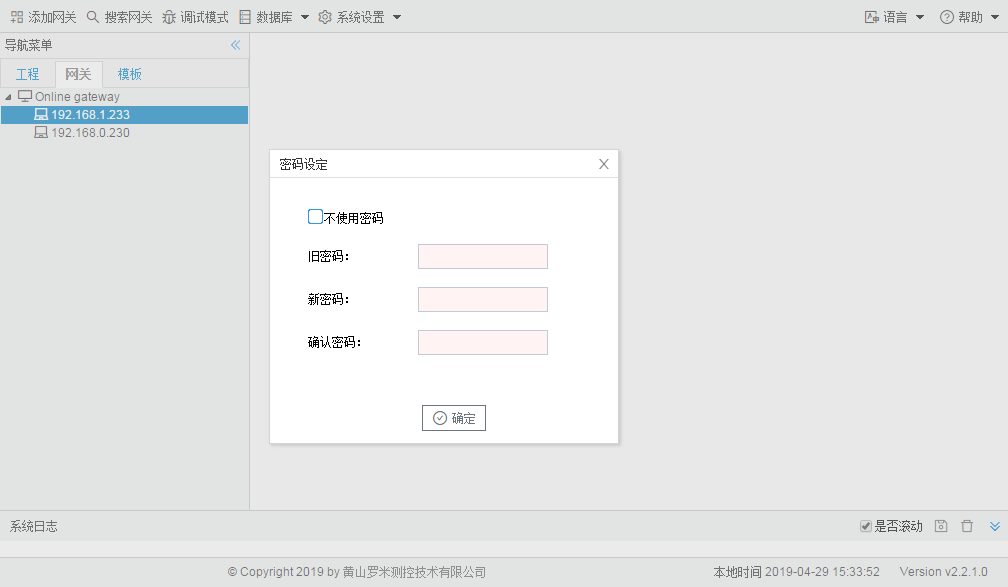 添加网关 搜索网关 调试模式 数据库 系统设置 语言 帮助
导航菜单
工程 网关 模板
Online gateway
192.168.1.233
192.168.0.230
密码设定 X
不使用密码
旧密码:
新密码:
确认密码:
确定
系统日志 是否滚动
© Copyright 2019 by 黄山罗米测控技术有限公司 本地时间 2019-04-29 15:33:52 Version v2.2.1.0